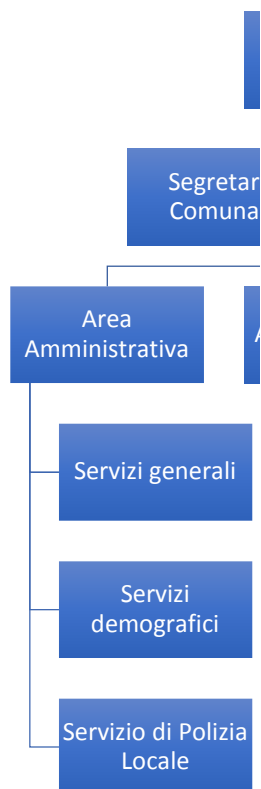 Segretar
Comuna
Area
Amministrativa
Servizi generali
Servizi
demografici
Servizio di Polizia
Locale